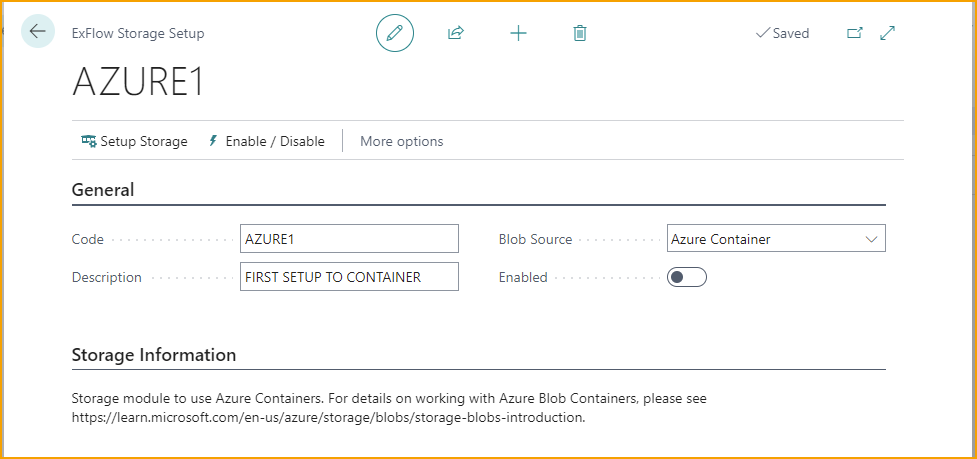 ExFlow Storage Setup
Saved
AZURE1
Setup Storage Enable / Disable More options
General
Code AZURE1 Blob Source Azure Container
Description FIRST SETUP TO CONTAINER Enabled
Storage Information
Storage module to use Azure Containers. For details on working with Azure Blob Containers, please see
https://learn.microsoft.com/en-us/azure/storage/blobs/storage-blobs-introduction.